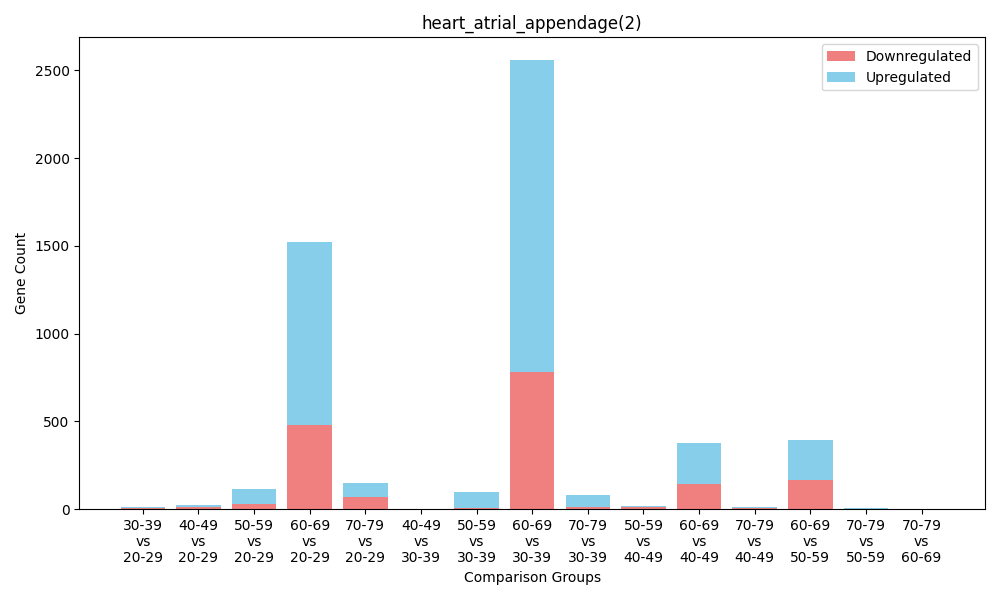 heart_atrial_appendage(2)
Downregulated
Upregulated
Gene Count
2500
2000
1500
1000
500
0
30-39 vs 20-29
40-49 vs 20-29
50-59 vs 20-29
60-69 vs 20-29
70-79 vs 20-29
40-49 vs 30-39
50-59 vs 30-39
60-69 vs 30-39
70-79 vs 30-39
50-59 vs 40-49
60-69 vs 40-49
70-79 vs 40-49
60-69 vs 50-59
70-79 vs 50-59
70-79 vs 60-69
Comparison Groups